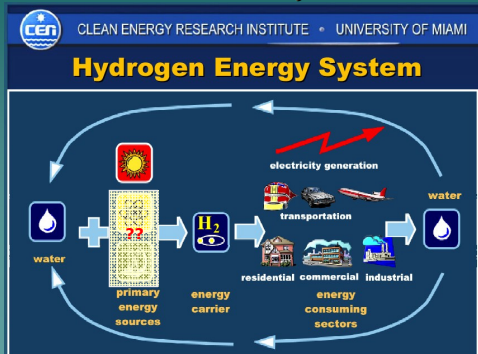 ceri CLEAN ENERGY RESEARCH INSTITUTE • UNIVERSITY OF MIAMI
Hydrogen Energy System
electricity generation
transportation
water
??
H2
water
residential commercial industrial
primary
energy
sources
energy
carrier
energy
consuming
sectors